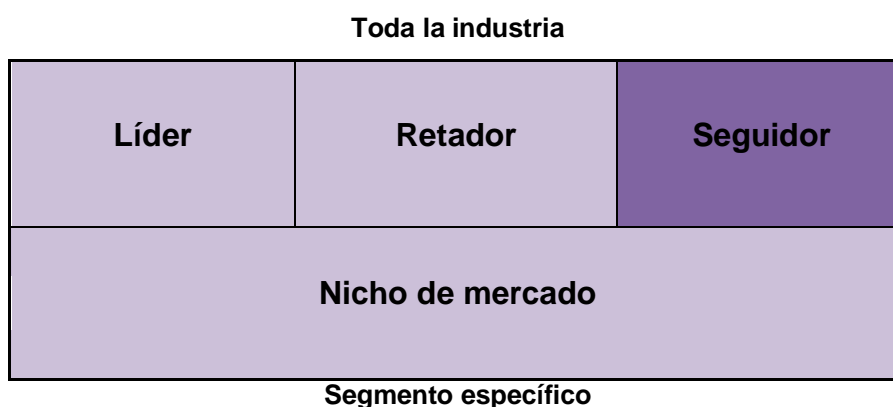 Toda la industria
Líder
Retador
Seguidor
Nicho de mercado
Segmento específico